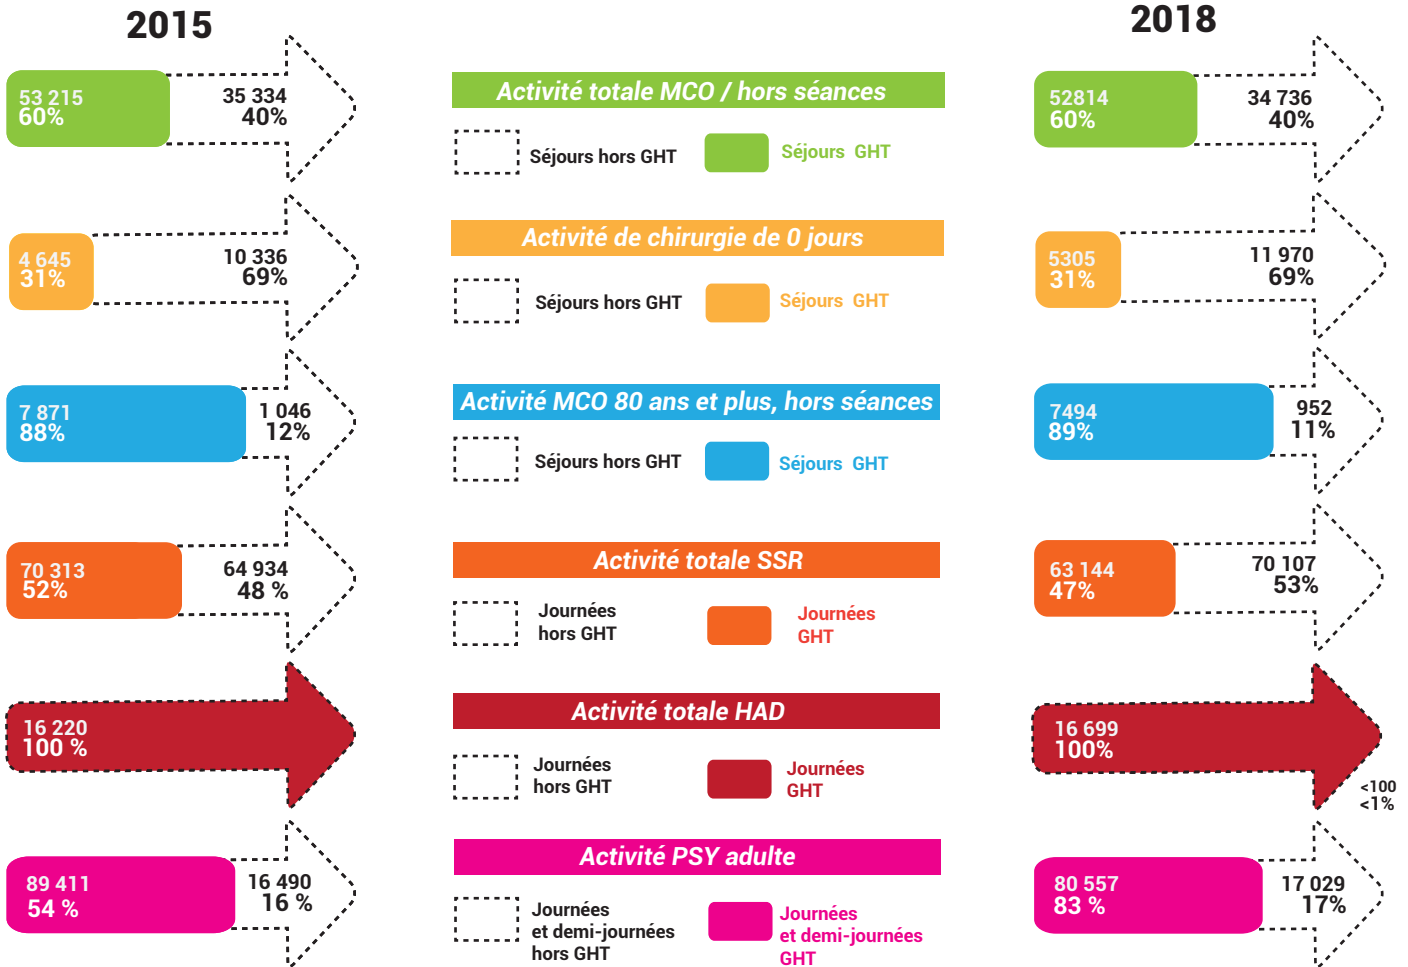 2015
2018
53 215
60%
35 334
40%
Activité totale MCO / hors séances
Séjours hors GHT
Séjours GHT
52814
60%
34 736
40%
4 645
31%
10 336
69%
Activité de chirurgie de 0 jours
Séjours hors GHT
Séjours GHT
5305
31%
11 970
69%
7 871
88%
1 046
12%
Activité MCO 80 ans et plus, hors séances
Séjours hors GHT
Séjours GHT
7494
89%
952
11%
70 313
52%
64 934
48 %
Activité totale SSR
Journées
hors GHT
Journées
GHT
63 144
47%
70 107
53%
16 220
100 %
Activité totale HAD
Journées
hors GHT
Journées
GHT
16 699
100%
<100
<1%
89 411
54 %
16 490
16 %
Activité PSY adulte
Journées
et demi-journées
hors GHT
Journées
et demi-journées
GHT
80 557
83 %
17 029
17%